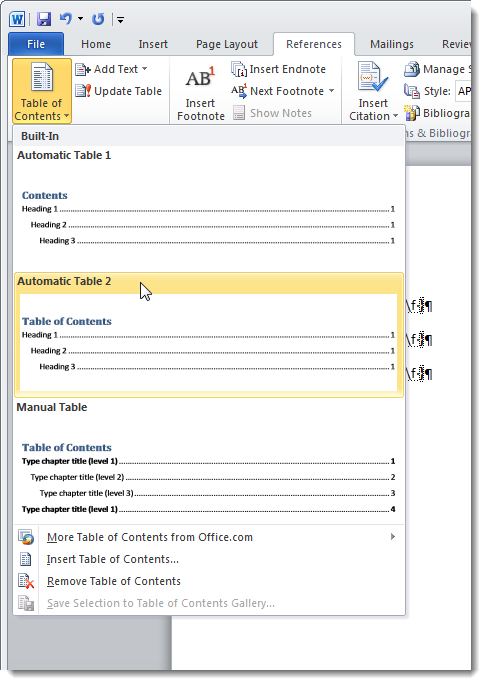 File Home Insert Page Layout References Mailings Review
Table of Contents
Add Text
Update Table
AB1
Insert Footnote
Insert Endnote
AB1 Next Footnote
Show Notes
Insert Citation
Manage S
Style: AP
Bibliogra
ns & Bibliogra
Built-In
Automatic Table 1
Contents
Heading 1 ........ 1
Heading 2 ........ 1
Heading 3 ........ 1
Automatic Table 2
Table of Contents
Heading 1 ........ 1
Heading 2 ........ 1
Heading 3 ........ 1
Manual Table
Table of Contents
Type chapter title (level 1) ........ 1
Type chapter title (level 2) ........ 2
Type chapter title (level 3) ........ 3
Type chapter title (level 1) ........ 4
More Table of Contents from Office.com
Insert Table of Contents...
Remove Table of Contents
Save Selection to Table of Contents Gallery...
\f·}¶
\f·}¶
\f·}¶